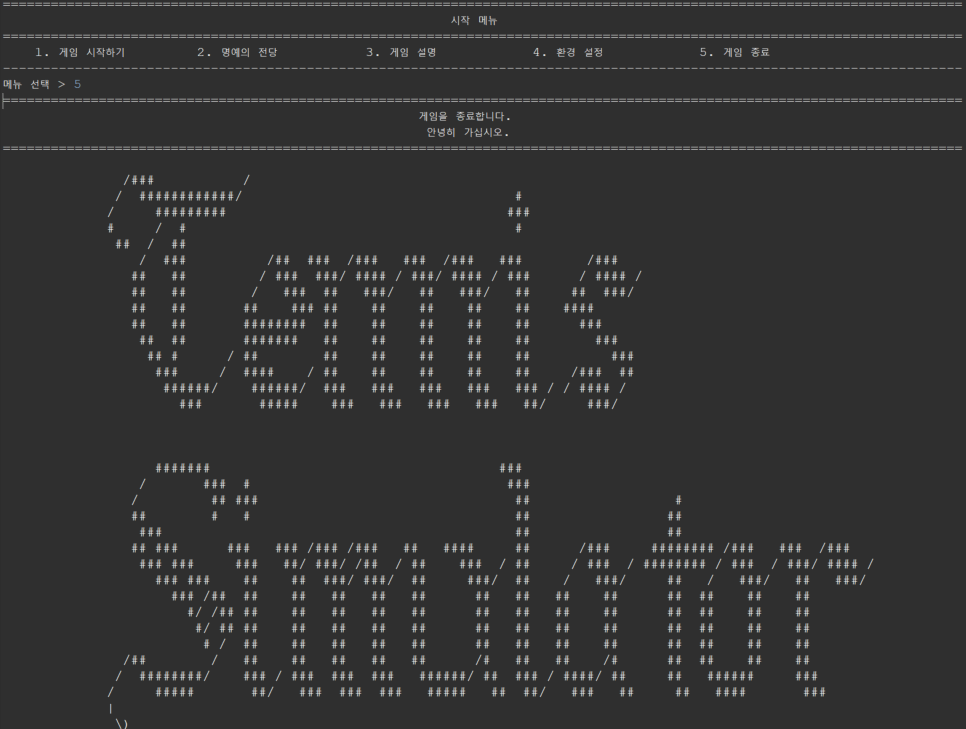 시작 메뉴
1. 게임 시작하기 2. 명예의 전당 3. 게임 설명 4. 환경 설정 5. 게임 종료
메뉴 선택 > 5
게임을 종료합니다.
안녕히 가십시오.
Tennis
Simulator